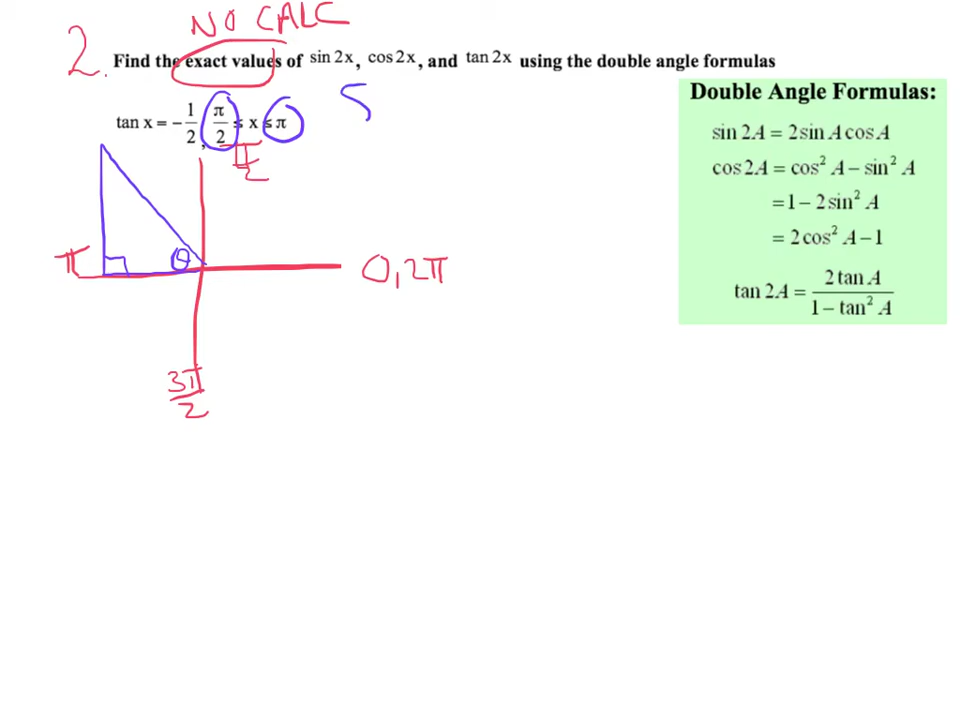 NO CALC
2.
Find the exact values of sin 2x, cos 2x, and tan 2x using the double angle formulas
tan x = -1/2, π/2 ≤ x ≤ π
S
π/2
π
θ
0, 2π
3π/2
Double Angle Formulas:
sin 2A = 2 sin A cos A
cos 2A = cos² A − sin² A
= 1 − 2 sin² A
= 2 cos² A − 1
tan 2A = 2 tan A / 1 − tan² A